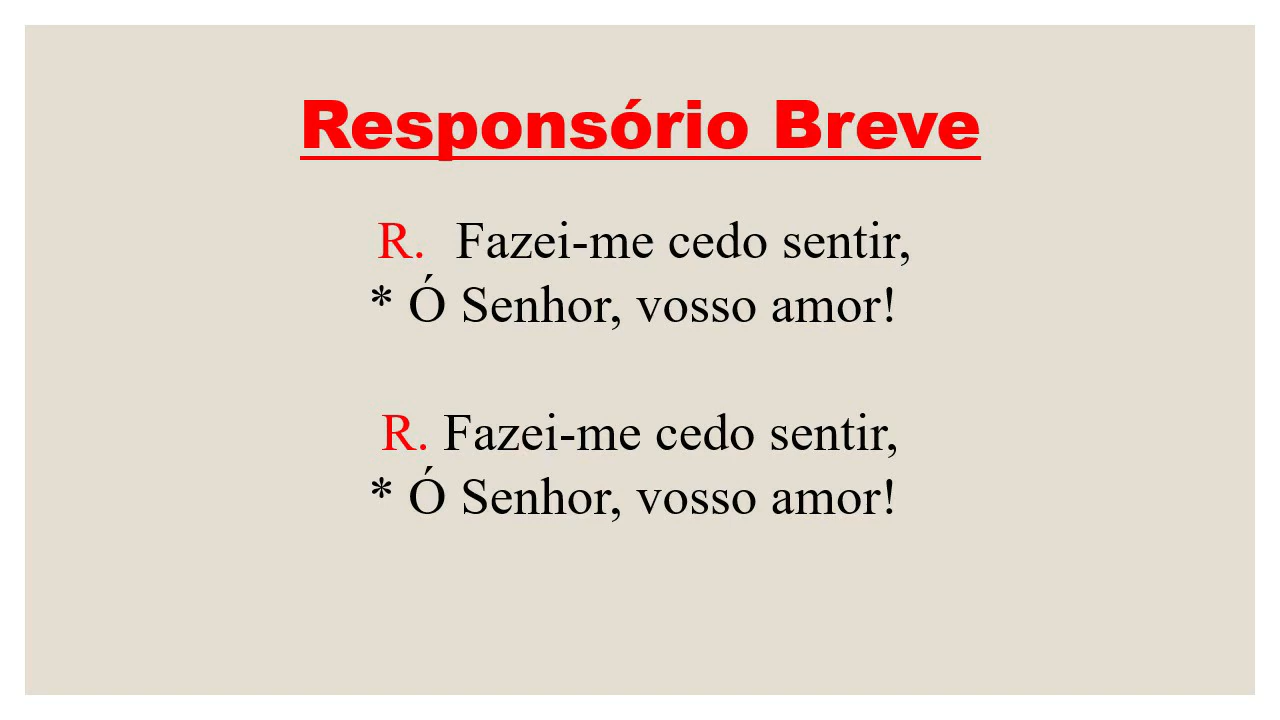 Responsório Breve
R. Fazei-me cedo sentir,
* Ó Senhor, vosso amor!
R. Fazei-me cedo sentir,
* Ó Senhor, vosso amor!